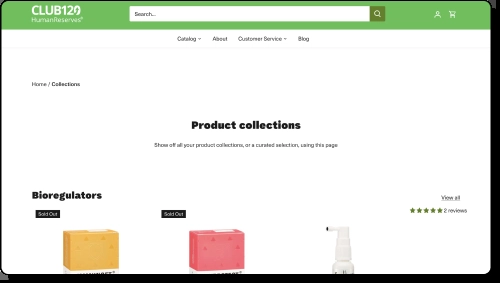 CLUB120
HumanReserves®
Search...
Catalog
About
Customer Service
Blog
Home / Collections
Product collections
Show off all your product collections, or a curated selection, using this page
Bioregulators
View all
Sold Out
Sold Out
2 reviews